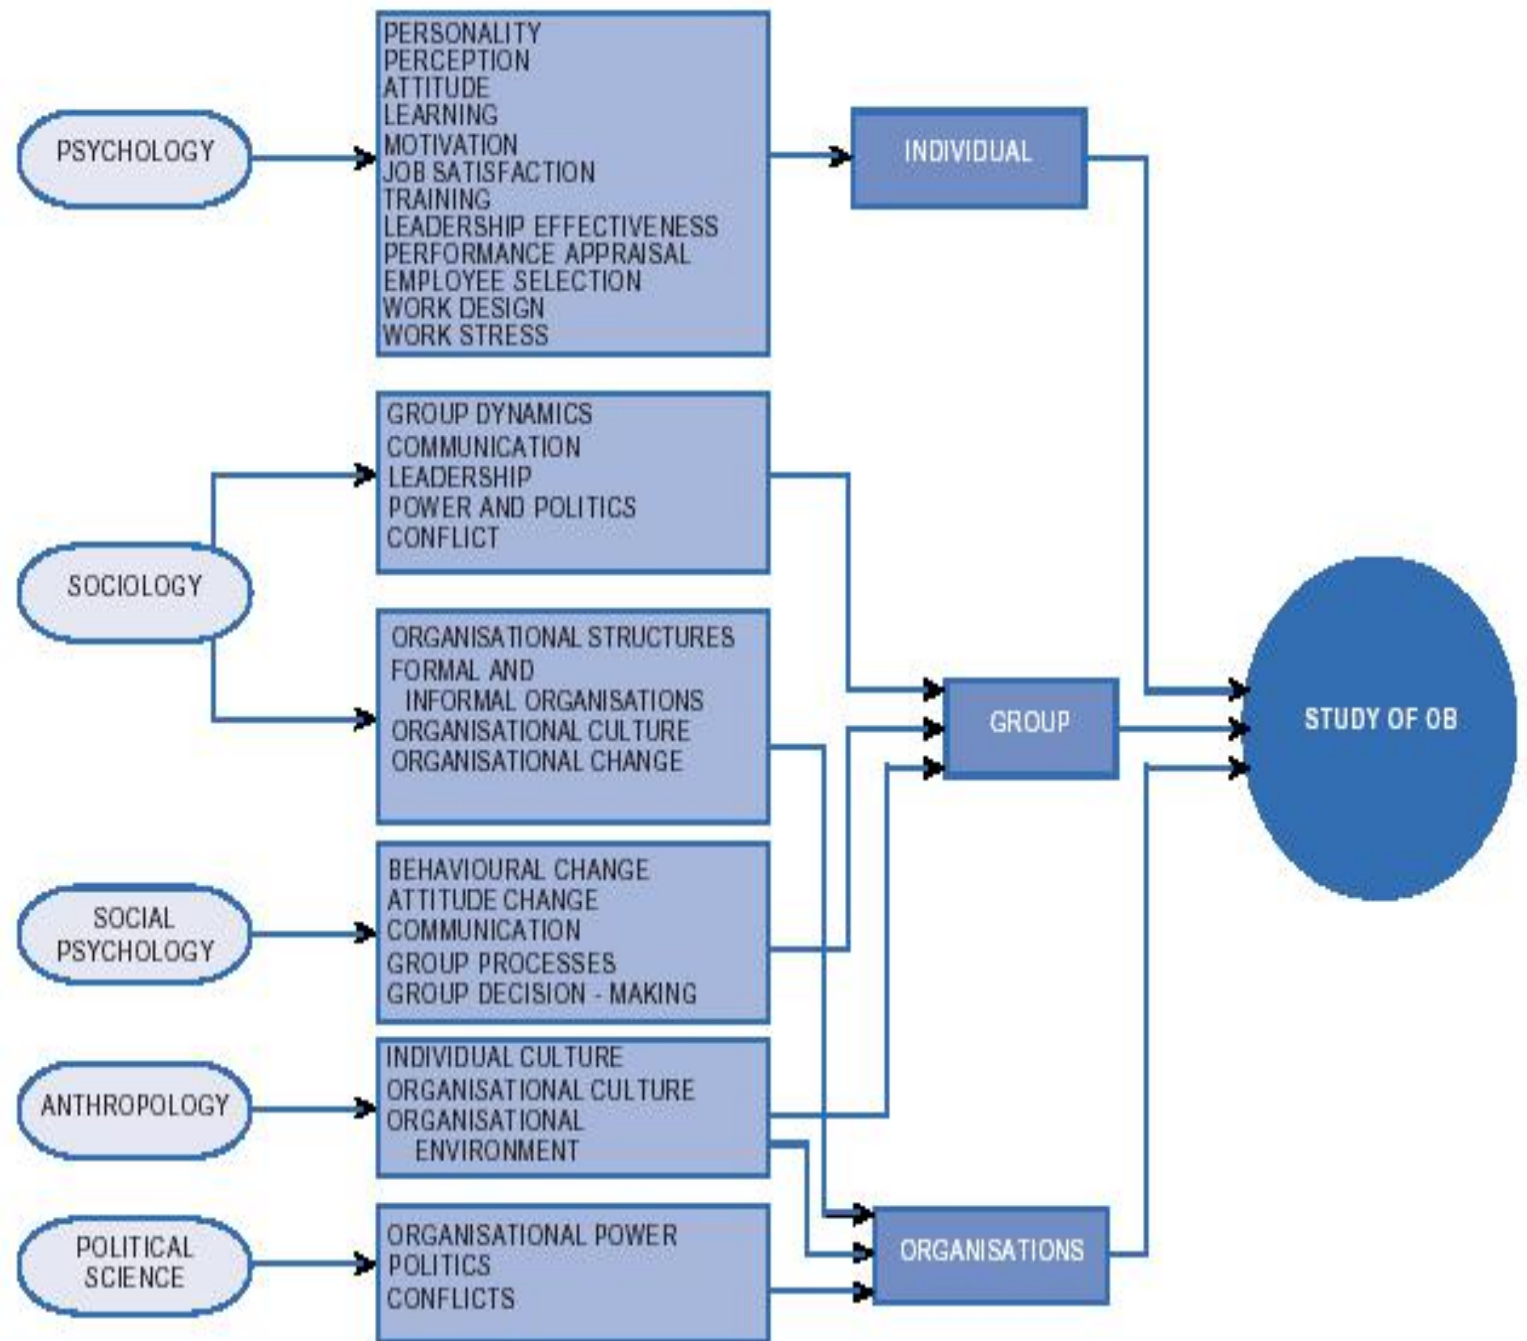 PSYCHOLOGY
PERSONALITY
PERCEPTION
ATTITUDE
LEARNING
MOTIVATION
JOB SATISFACTION
TRAINING
LEADERSHIP EFFECTIVENESS
PERFORMANCE APPRAISAL
EMPLOYEE SELECTION
WORK DESIGN
WORK STRESS
INDIVIDUAL
SOCIOLOGY
GROUP DYNAMICS
COMMUNICATION
LEADERSHIP
POWER AND POLITICS
CONFLICT
ORGANISATIONAL STRUCTURES
FORMAL AND
INFORMAL ORGANISATIONS
ORGANISATIONAL CULTURE
ORGANISATIONAL CHANGE
GROUP
STUDY OF OB
SOCIAL
PSYCHOLOGY
BEHAVIOURAL CHANGE
ATTITUDE CHANGE
COMMUNICATION
GROUP PROCESSES
GROUP DECISION - MAKING
ANTHROPOLOGY
INDIVIDUAL CULTURE
ORGANISATIONAL CULTURE
ORGANISATIONAL
ENVIRONMENT
POLITICAL
SCIENCE
ORGANISATIONAL POWER
POLITICS
CONFLICTS
ORGANISATIONS